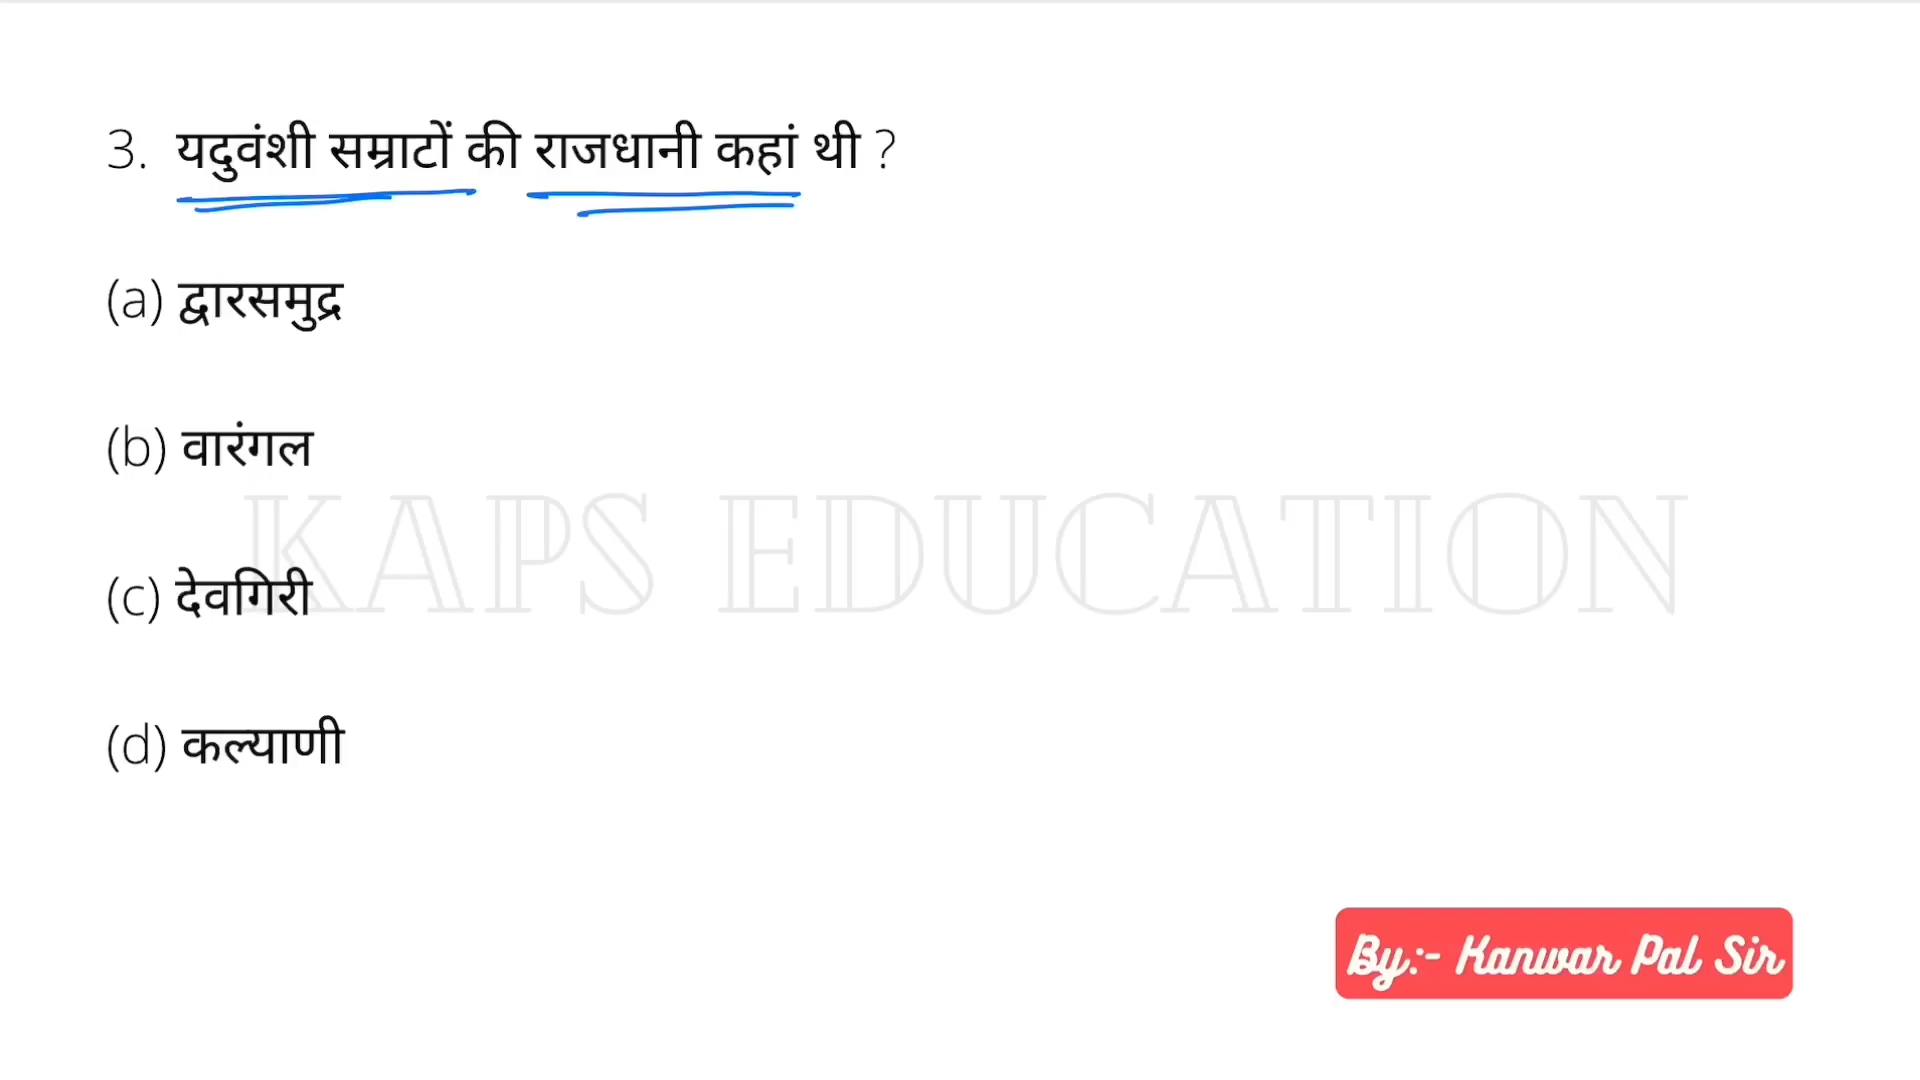 3. यदुवंशी सम्राटों की राजधानी कहां थी ?
(a) द्वारसमुद्र
(b) वारंगल
KAPS EDUCATION
(c) देवगिरी
(d) कल्याणी
By:- Kanwar Pal Sir